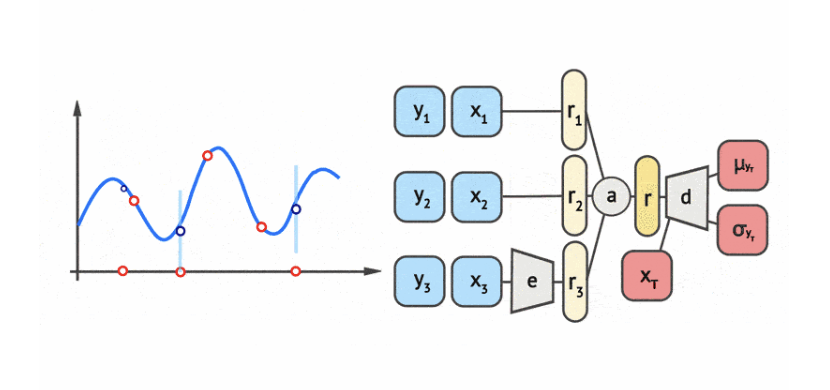 y₁ x₁ r₁
μyₜ
y₂ x₂ r₂ a r d
σyₜ
y₃ x₃ e r₃ xₜ